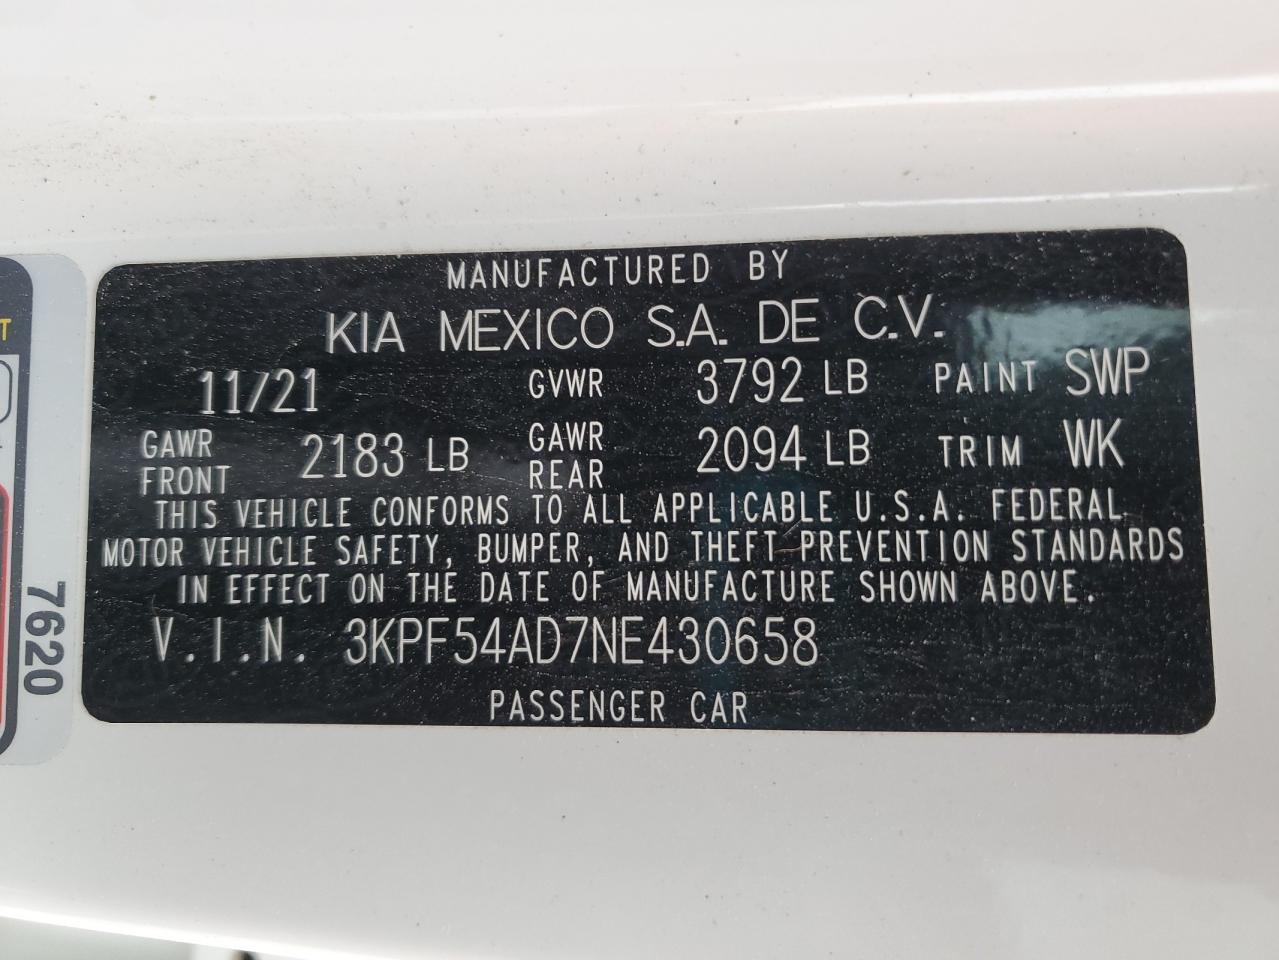 MANUFACTURED BY
KIA MEXICO S.A. DE C.V.
11/21 GVWR 3792 LB PAINT SWP
GAWR FRONT 2183 LB GAWR REAR 2094 LB TRIM WK
THIS VEHICLE CONFORMS TO ALL APPLICABLE U.S.A. FEDERAL
MOTOR VEHICLE SAFETY, BUMPER, AND THEFT PREVENTION STANDARDS
IN EFFECT ON THE DATE OF MANUFACTURE SHOWN ABOVE.
V.I.N. 3KPF54AD7NE430658
PASSENGER CAR
7620